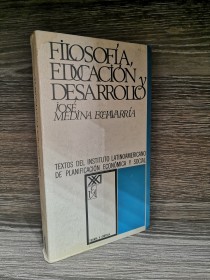 FILOSOFÍA,
EDUCACIÓN y
DESARROLLO
JOSÉ
MEDINA ECHAVARRÍA
TEXTOS DEL INSTITUTO LATINOAMERICANO
DE PLANIFICACIÓN ECONÓMICA Y SOCIAL